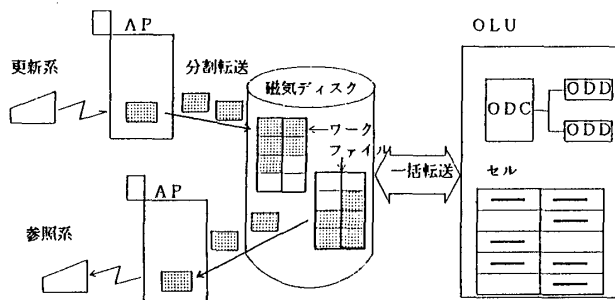 AP
更新系
分割転送
磁気ディスク
ワーク
ファイル
AP
参照系
一括転送
OLU
ODC
ODD
ODD
セル